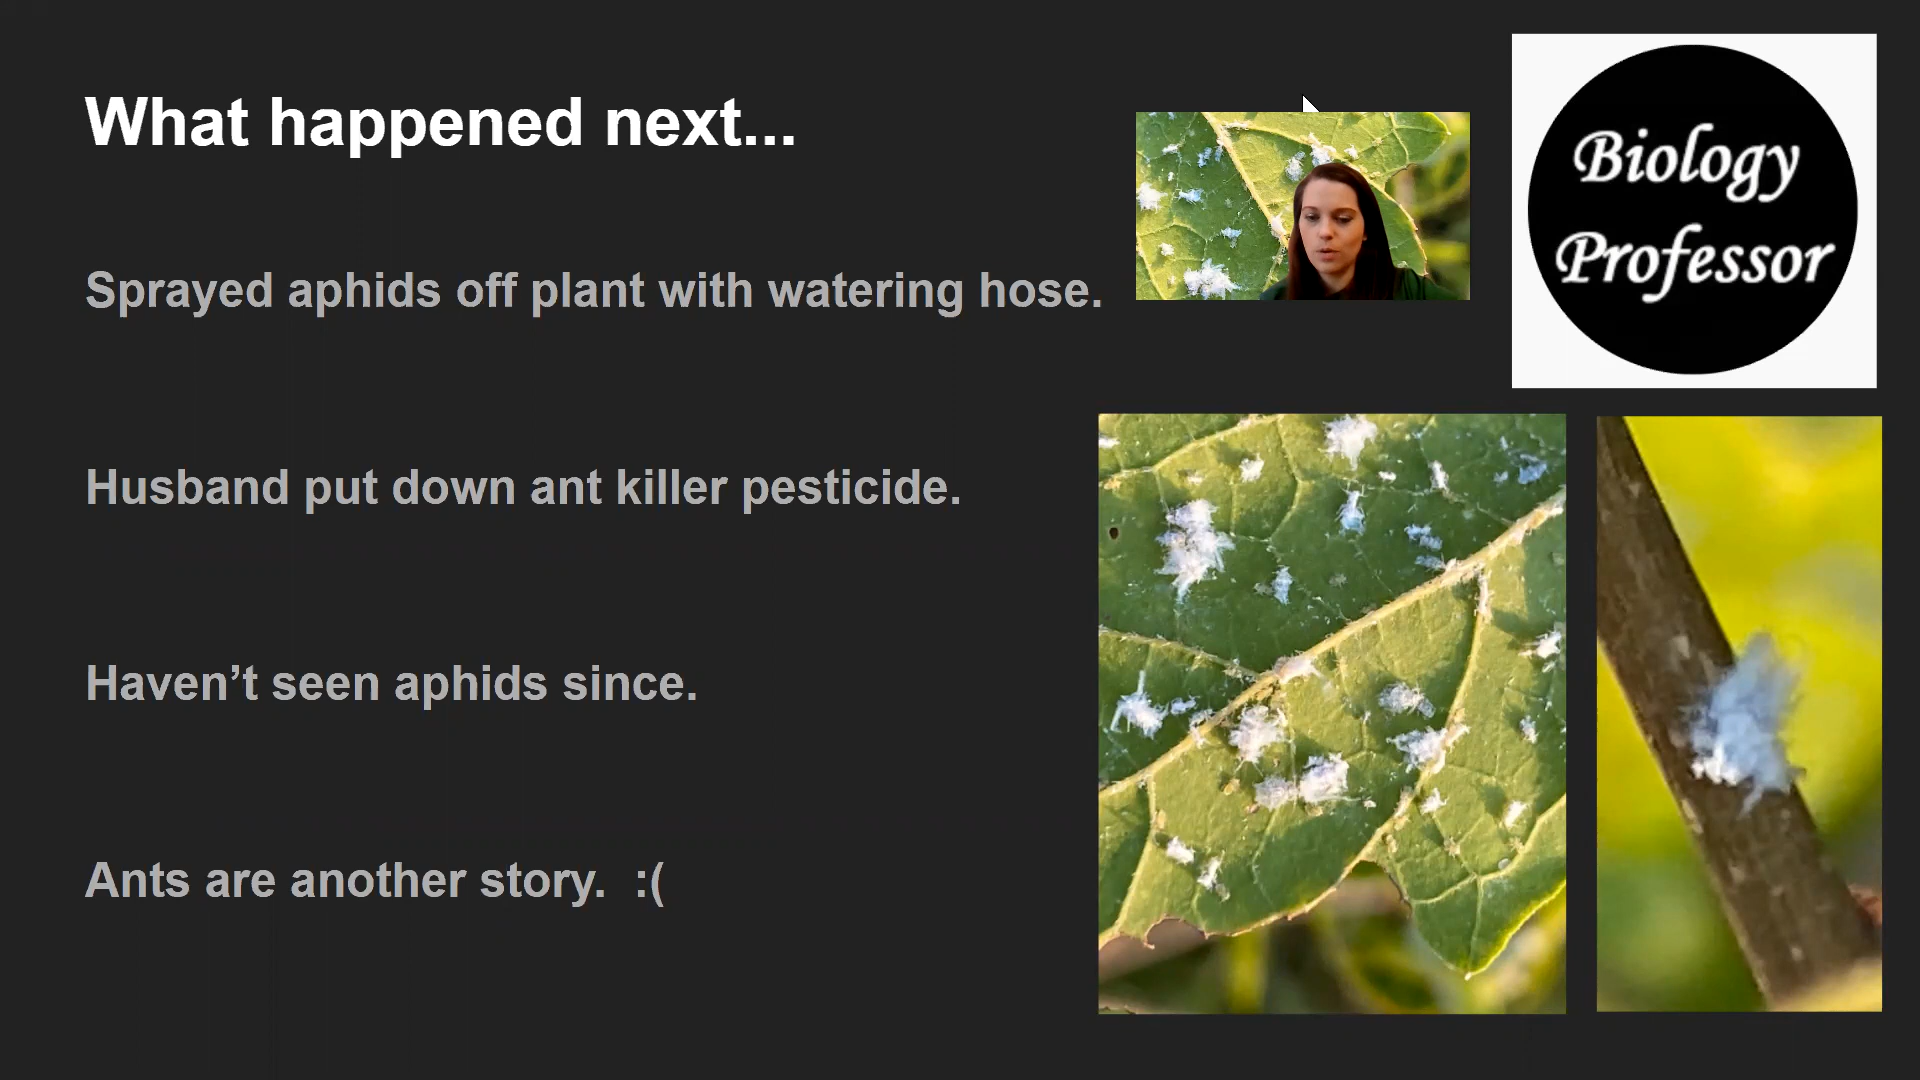 What happened next...
Sprayed aphids off plant with watering hose.
Husband put down ant killer pesticide.
Haven’t seen aphids since.
Ants are another story.  :(
Biology
Professor